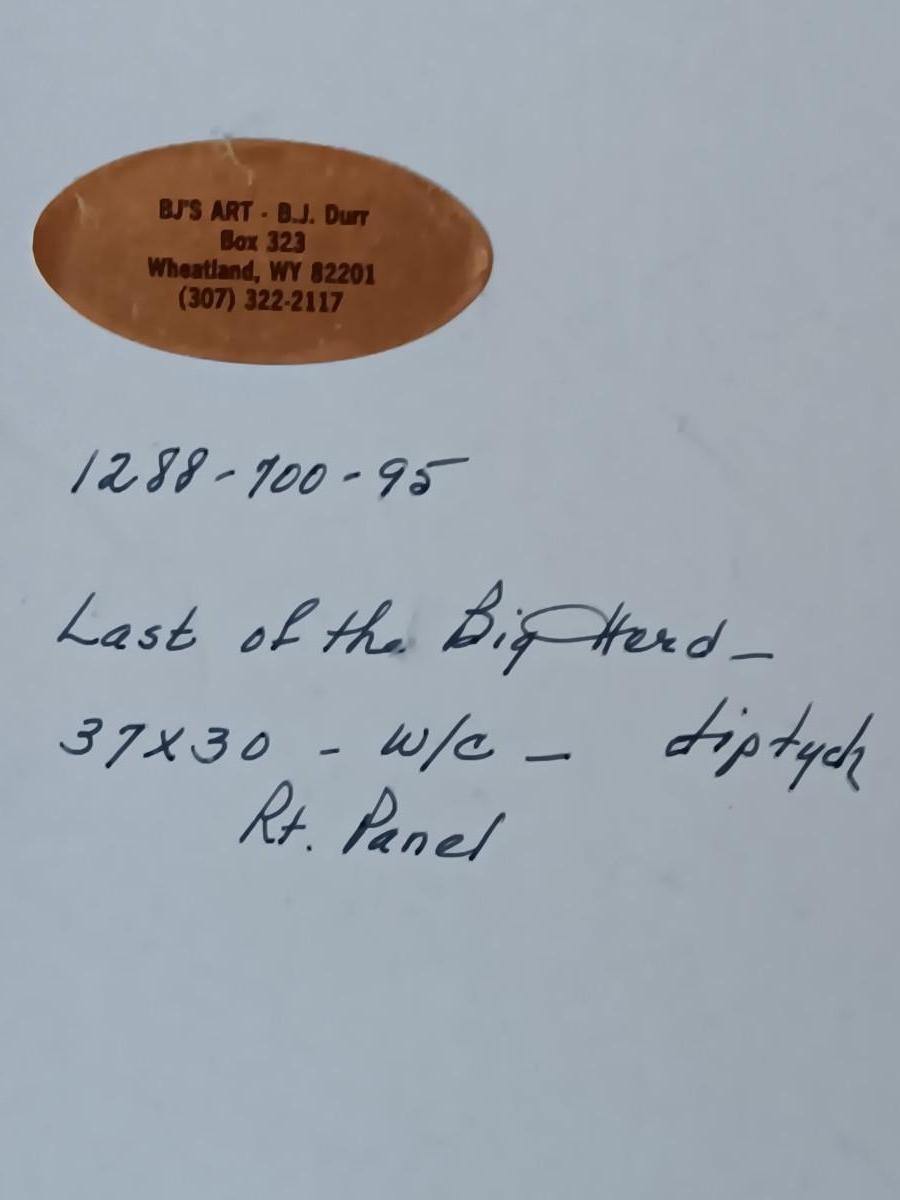 BJ'S ART - B.J. Durr
Box 323
Wheatland, WY 82201
(307) 322-2117
1288-700-95
Last of the Big Herd -
37x30 - w/c - diptych
Rt. Panel